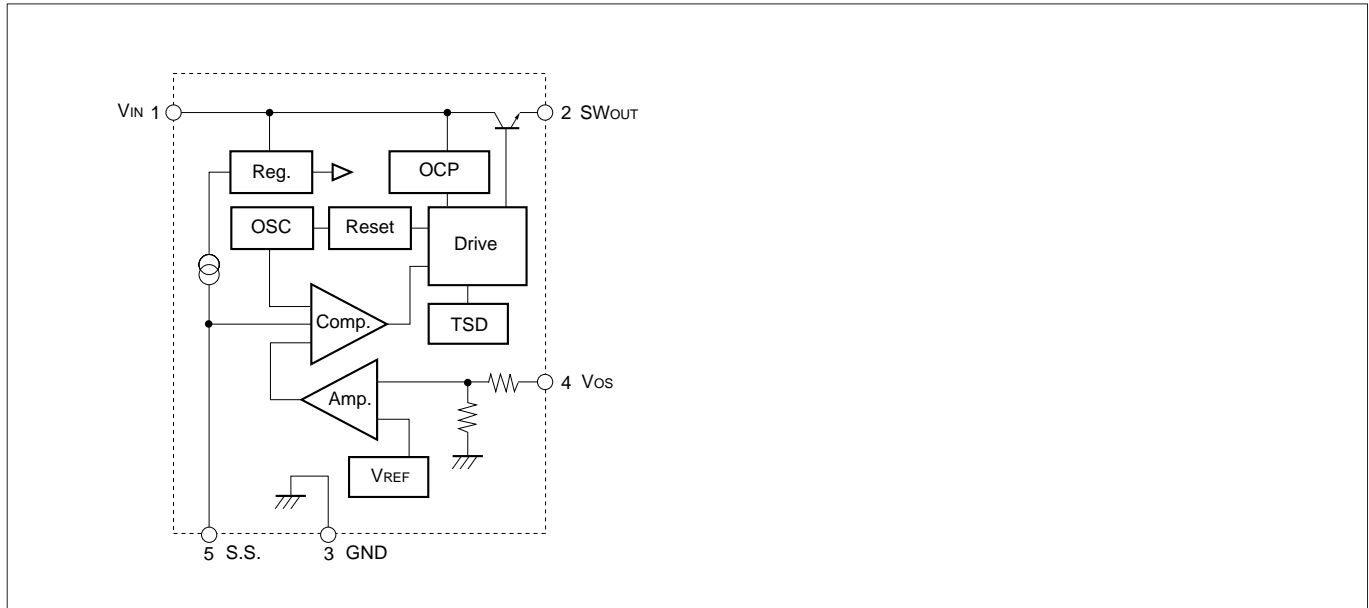 VIN 1
2 SWOUT
Reg.
OCP
OSC
Reset
Drive
Comp.
TSD
4 VOS
Amp.
VREF
5 S.S.
3 GND